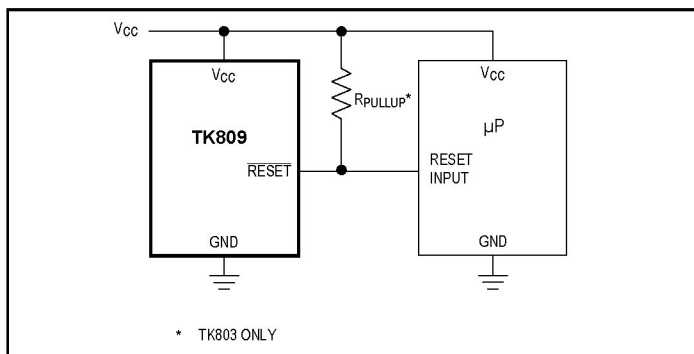 VCC
VCC
TK809
RESET
GND
RPULLUP*
VCC
µP
RESET
INPUT
GND
* TK803 ONLY